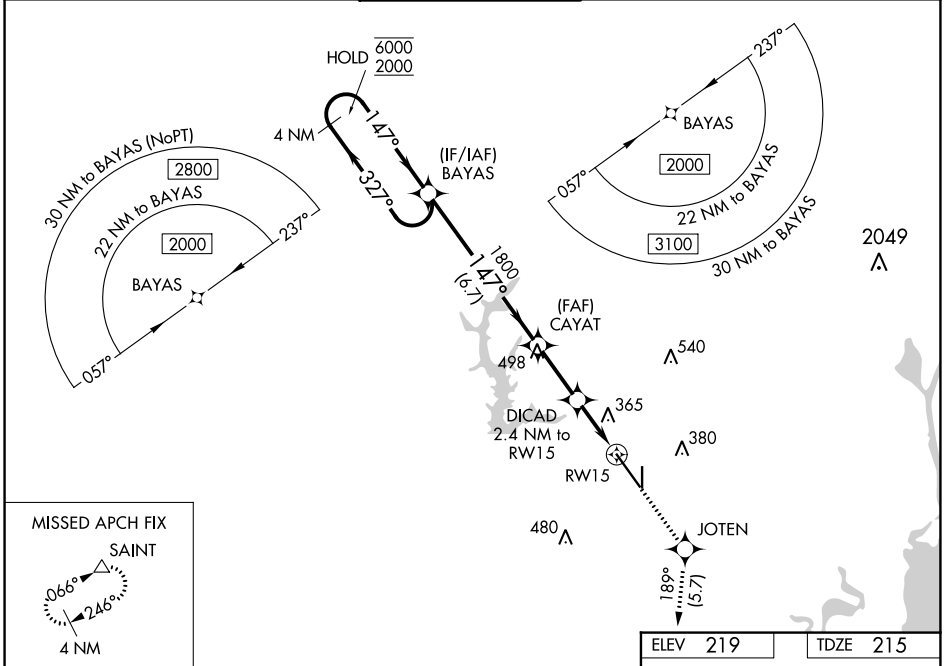 HOLD 6000
2000
4 NM
147°
327°
(IF/IAF)
BAYAS
30 NM to BAYAS (NoPT)
2800
22 NM to BAYAS
2000
237°
BAYAS
057°
237°
BAYAS
2000
057°
22 NM to BAYAS
3100
30 NM to BAYAS
2049
1800
147°
(6.7)
(FAF)
CAYAT
498
540
DICAD
2.4 NM to
RW15
365
380
RW15
480
JOTEN
189°
(5.7)
MISSED APCH FIX
SAINT
066°
246°
4 NM
ELEV 219
TDZE 215